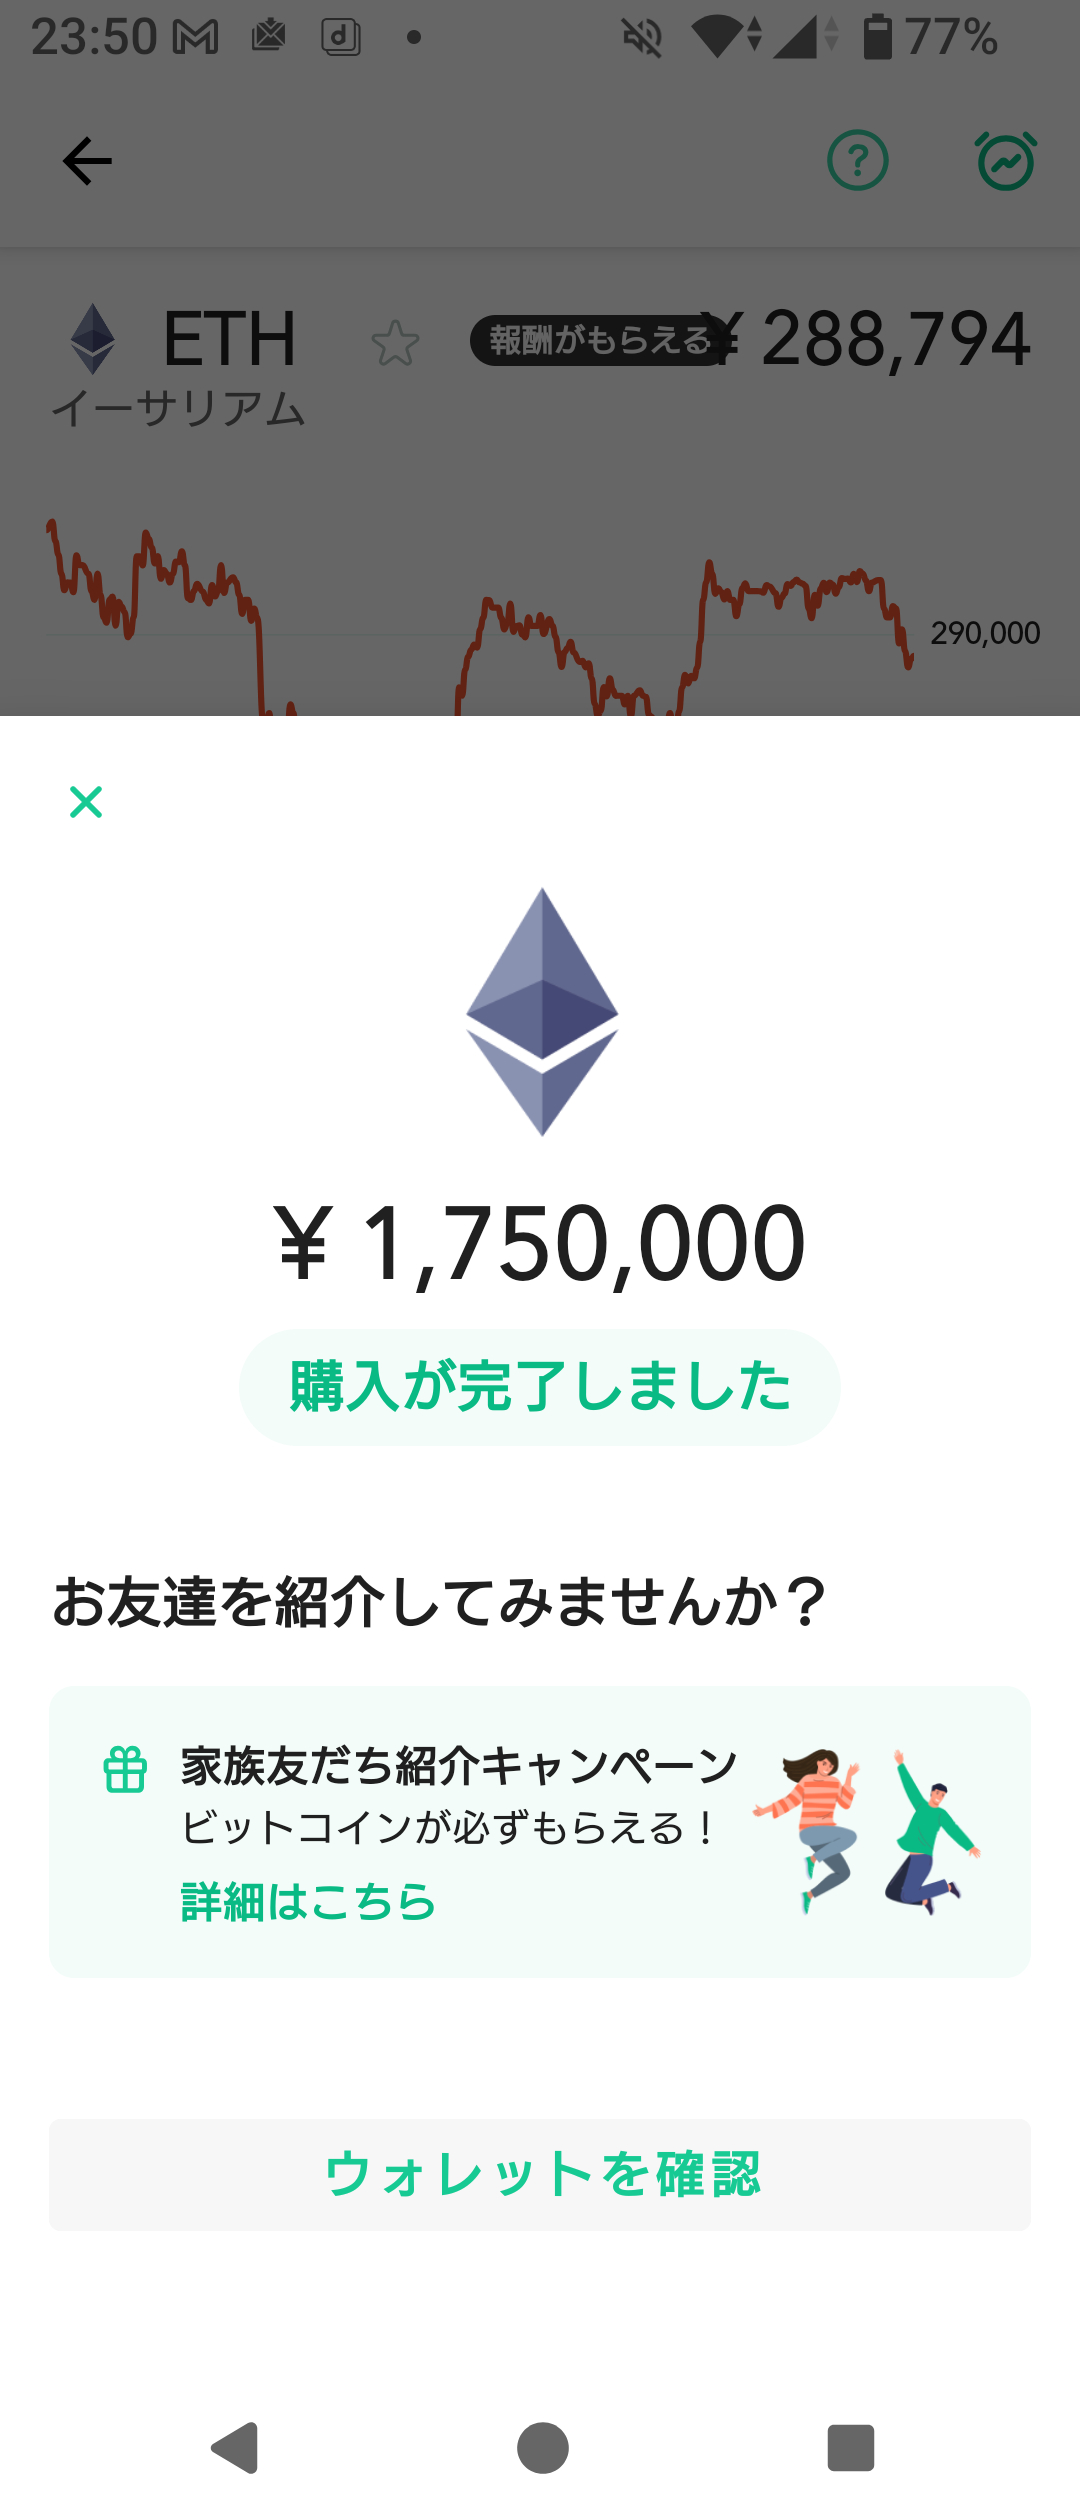 23:50
77%
ETH
報酬がもらえる
¥ 288,794
イーサリアム
290,000
¥ 1,750,000
購入が完了しました
お友達を紹介してみませんか？
家族友だち紹介キャンペーン
ビットコインが必ずもらえる！
詳細はこちら
ウォレットを確認